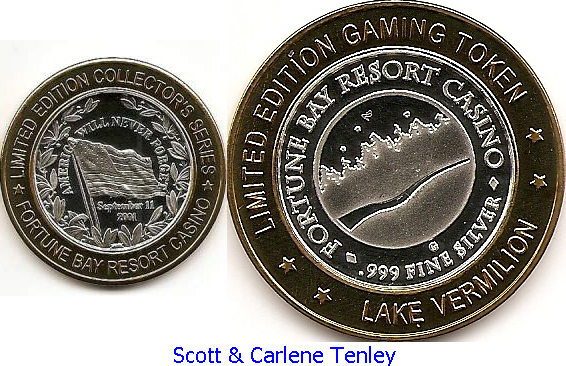 LIMITED EDITION COLLECTOR'S SERIES
AMERICA WILL NEVER FORGET
September 11
2001
FORTUNE BAY RESORT CASINO
LIMITED EDITION GAMING TOKEN
FORTUNE BAY RESORT CASINO
.999 FINE SILVER
G
LAKE VERMILION
Scott & Carlene Tenley